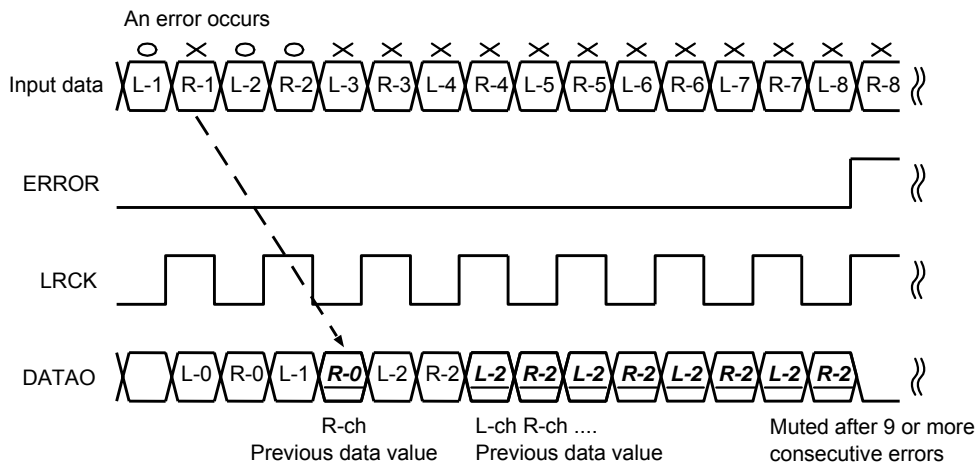 An error occurs
O X O O X X X X X X X X X X X X
Input data L-1 R-1 L-2 R-2 L-3 R-3 L-4 R-4 L-5 R-5 L-6 R-6 L-7 R-7 L-8 R-8
ERROR
LRCK
DATAO L-0 R-0 L-1 R-0 L-2 R-2 L-2 R-2 L-2 R-2 L-2 R-2 L-2 R-2
R-ch
Previous data value
L-ch R-ch ....
Previous data value
Muted after 9 or more
consecutive errors